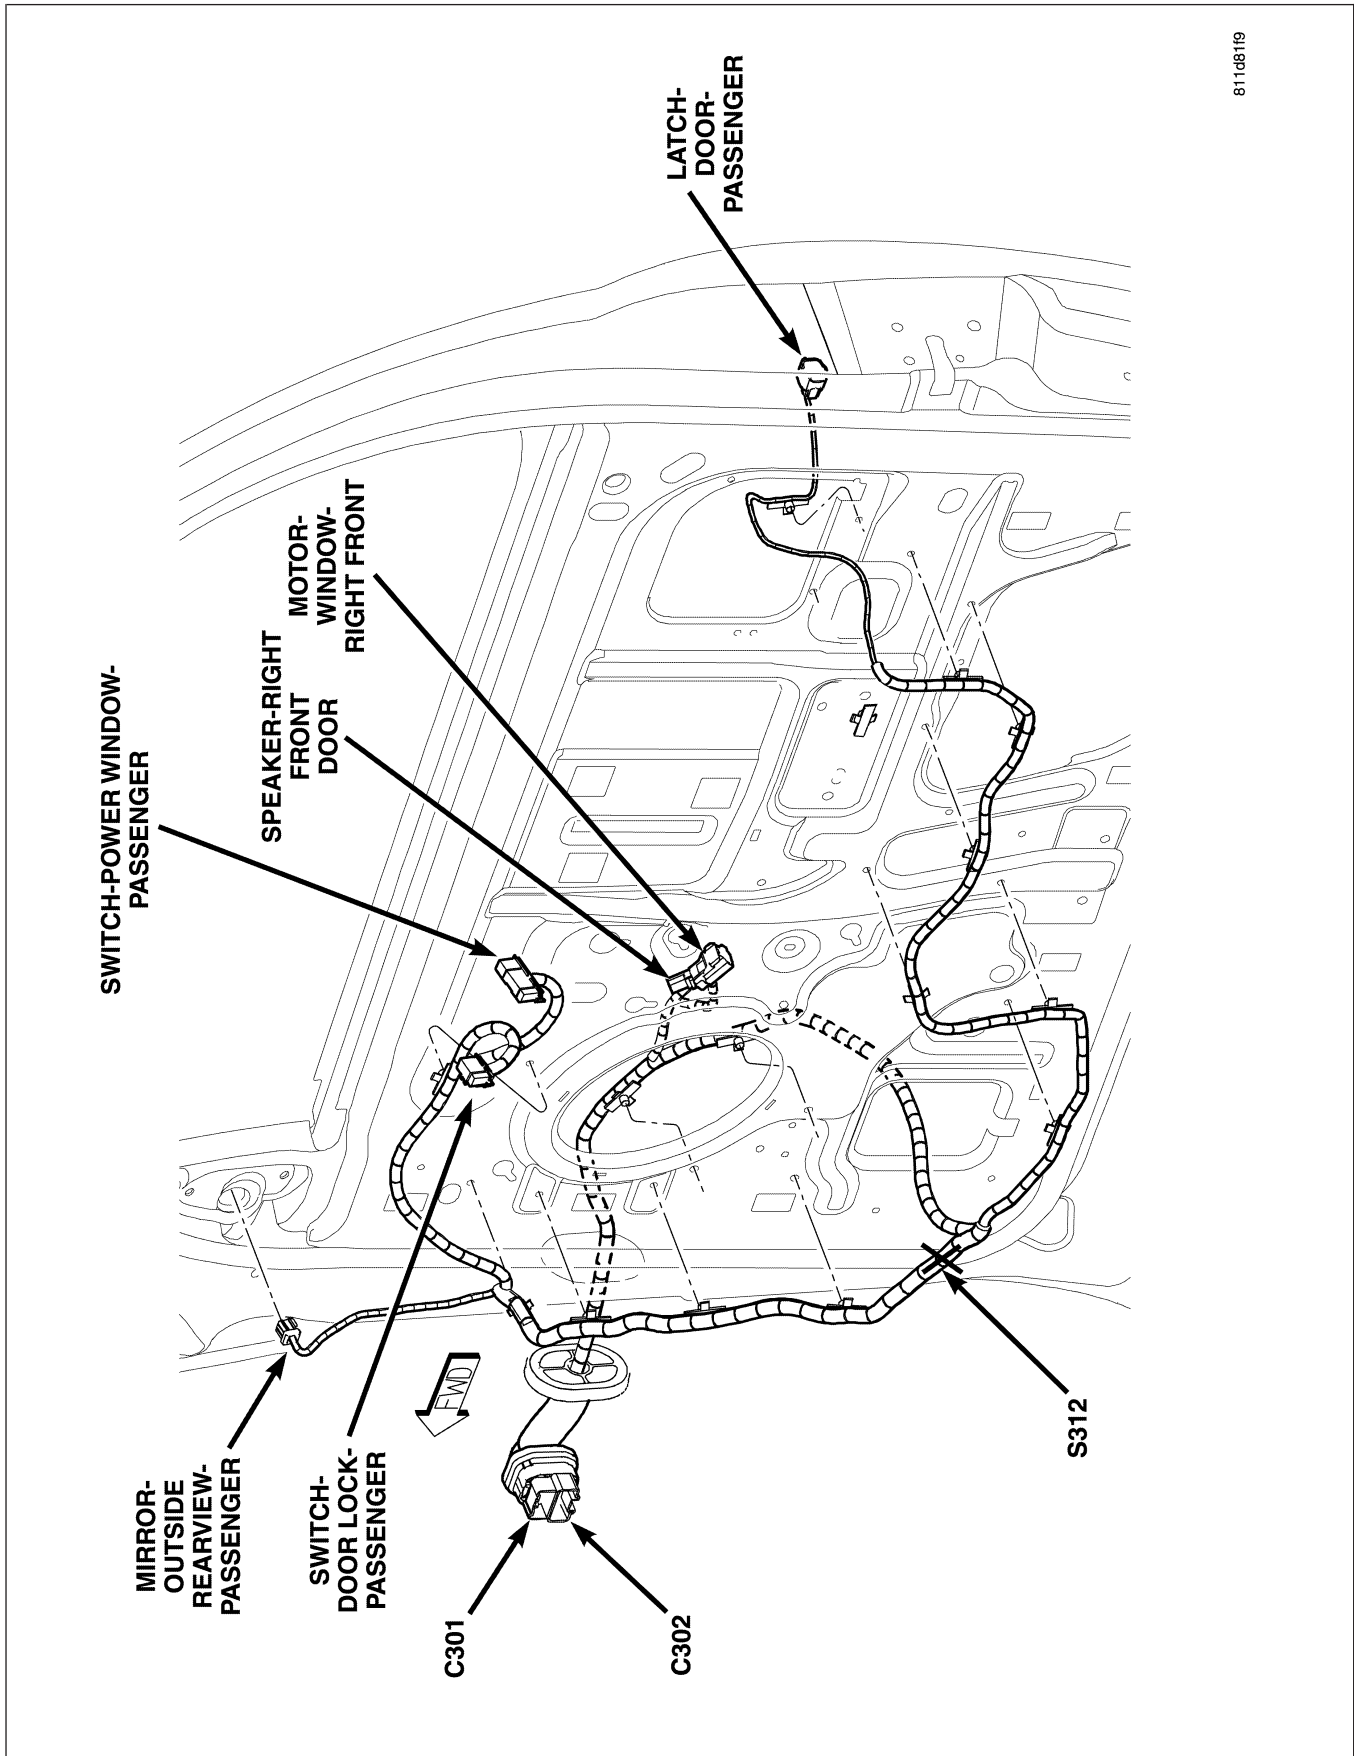 MIRROR-
OUTSIDE
REARVIEW-
PASSENGER
SWITCH-POWER WINDOW-
PASSENGER
SPEAKER-RIGHT
FRONT
DOOR
MOTOR-
WINDOW-
RIGHT FRONT
SWITCH-
DOOR LOCK-
PASSENGER
FWD
C301
C302
LATCH-
DOOR-
PASSENGER
S312
811d81f9